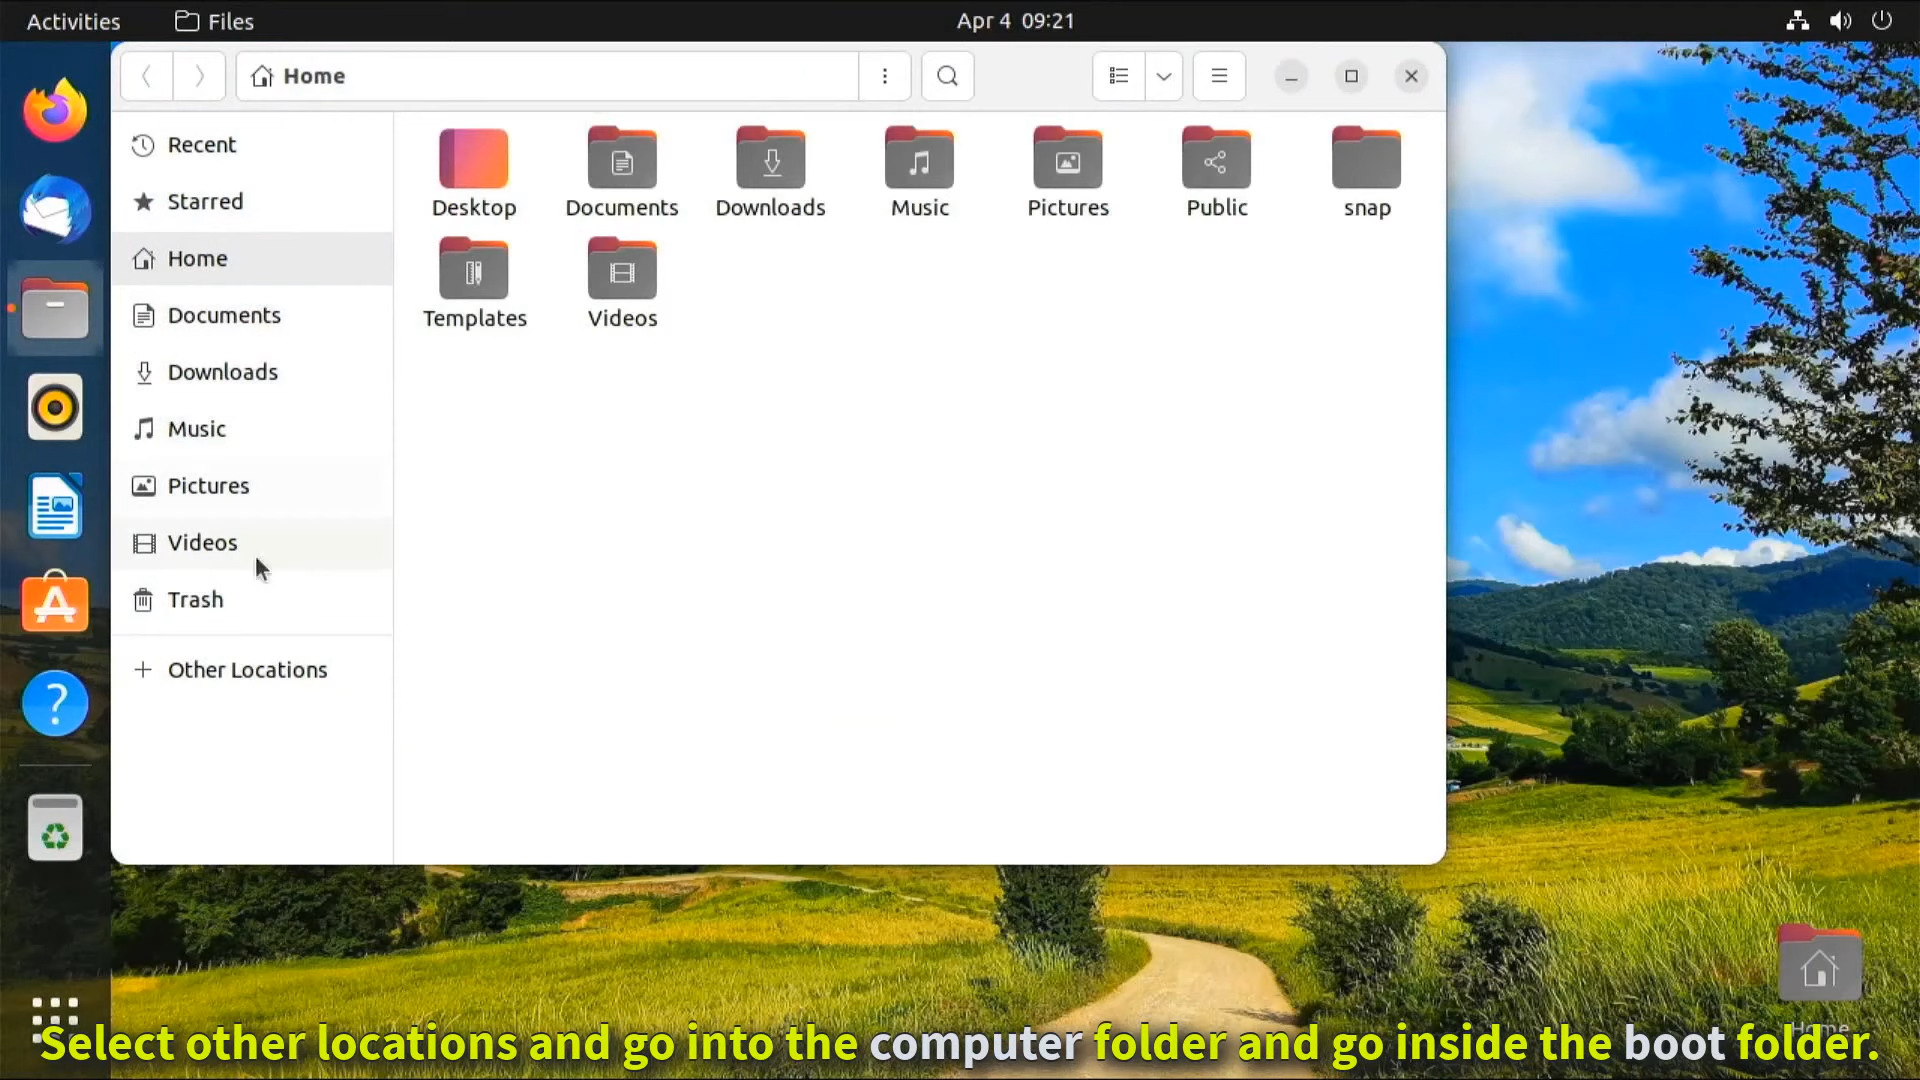 Activities
Files
Apr 4 09:21
Home
Recent
Starred
Home
Documents
Downloads
Music
Pictures
Videos
Trash
Other Locations
Desktop
Documents
Downloads
Music
Pictures
Public
snap
Templates
Videos
Home
Select other locations and go into the computer folder and go inside the boot folder.